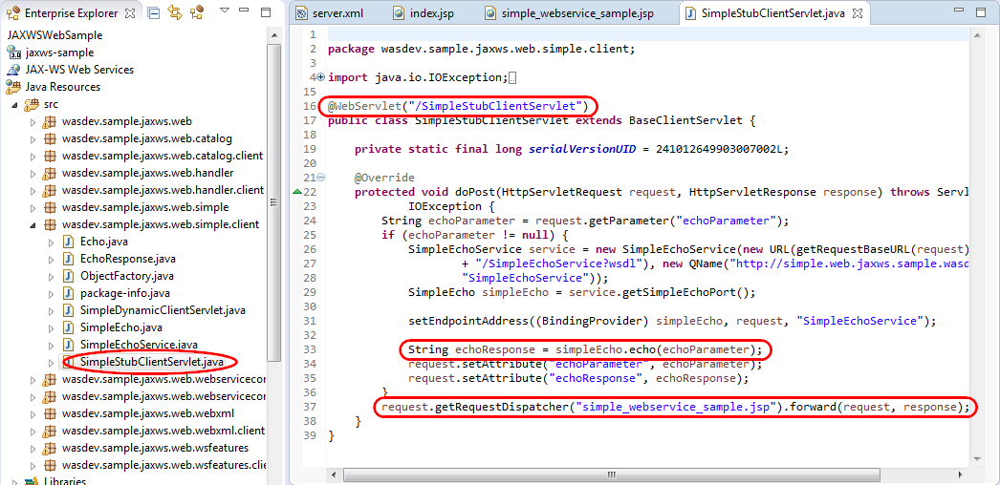 Enterprise Explorer
JAXWSWebSample
jaxws-sample
JAX-WS Web Services
Java Resources
src
wasdev.sample.jaxws.web
wasdev.sample.jaxws.web.catalog
wasdev.sample.jaxws.web.catalog.client
wasdev.sample.jaxws.web.handler
wasdev.sample.jaxws.web.handler.client
wasdev.sample.jaxws.web.simple
wasdev.sample.jaxws.web.simple.client
Echo.java
EchoResponse.java
ObjectFactory.java
package-info.java
SimpleDynamicClientServlet.java
SimpleEcho.java
SimpleEchoService.java
SimpleStubClientServlet.java
wasdev.sample.jaxws.web.webservicecor
wasdev.sample.jaxws.web.webservicecor
wasdev.sample.jaxws.web.webxml
wasdev.sample.jaxws.web.webxml.client
wasdev.sample.jaxws.web.wsfeatures
wasdev.sample.jaxws.web.wsfeatures.clie
Libraries
server.xml index.jsp simple_webservice_sample.jsp SimpleStubClientServlet.java
1
2 package wasdev.sample.jaxws.web.simple.client;
3
4 import java.io.IOException;
15
16 @WebServlet("/SimpleStubClientServlet")
17 public class SimpleStubClientServlet extends BaseClientServlet {
18
19 private static final long serialVersionUID = 241012649903007002L;
20
21 @Override
22 protected void doPost(HttpServletRequest request, HttpServletResponse response) throws Servl
23 IOException {
24 String echoParameter = request.getParameter("echoParameter");
25 if (echoParameter != null) {
26 SimpleEchoService service = new SimpleEchoService(new URL(getRequestBaseURL(request)
27 + "/SimpleEchoService?wsdl"), new QName("http://simple.web.jaxws.sample.wasd
28 "SimpleEchoService"));
29 SimpleEcho simpleEcho = service.getSimpleEchoPort();
30
31 setEndpointAddress((BindingProvider) simpleEcho, request, "SimpleEchoService");
32
33 String echoResponse = simpleEcho.echo(echoParameter);
34 request.setAttribute("echoParameter", echoParameter);
35 request.setAttribute("echoResponse", echoResponse);
36 }
37 request.getRequestDispatcher("simple_webservice_sample.jsp").forward(request, response);
38 }
39 }